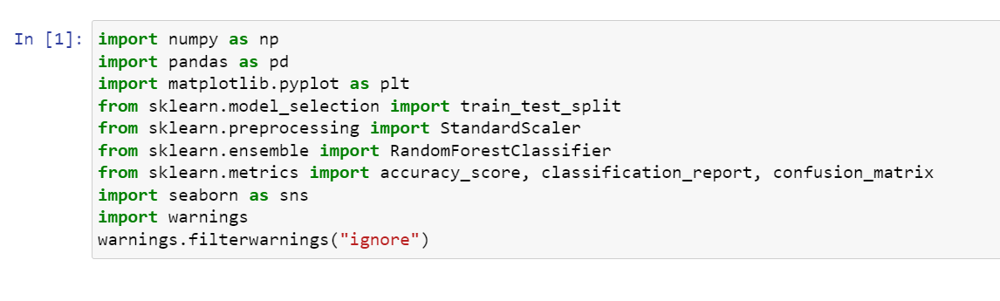 In [1]: import numpy as np
import pandas as pd
import matplotlib.pyplot as plt
from sklearn.model_selection import train_test_split
from sklearn.preprocessing import StandardScaler
from sklearn.ensemble import RandomForestClassifier
from sklearn.metrics import accuracy_score, classification_report, confusion_matrix
import seaborn as sns
import warnings
warnings.filterwarnings("ignore")